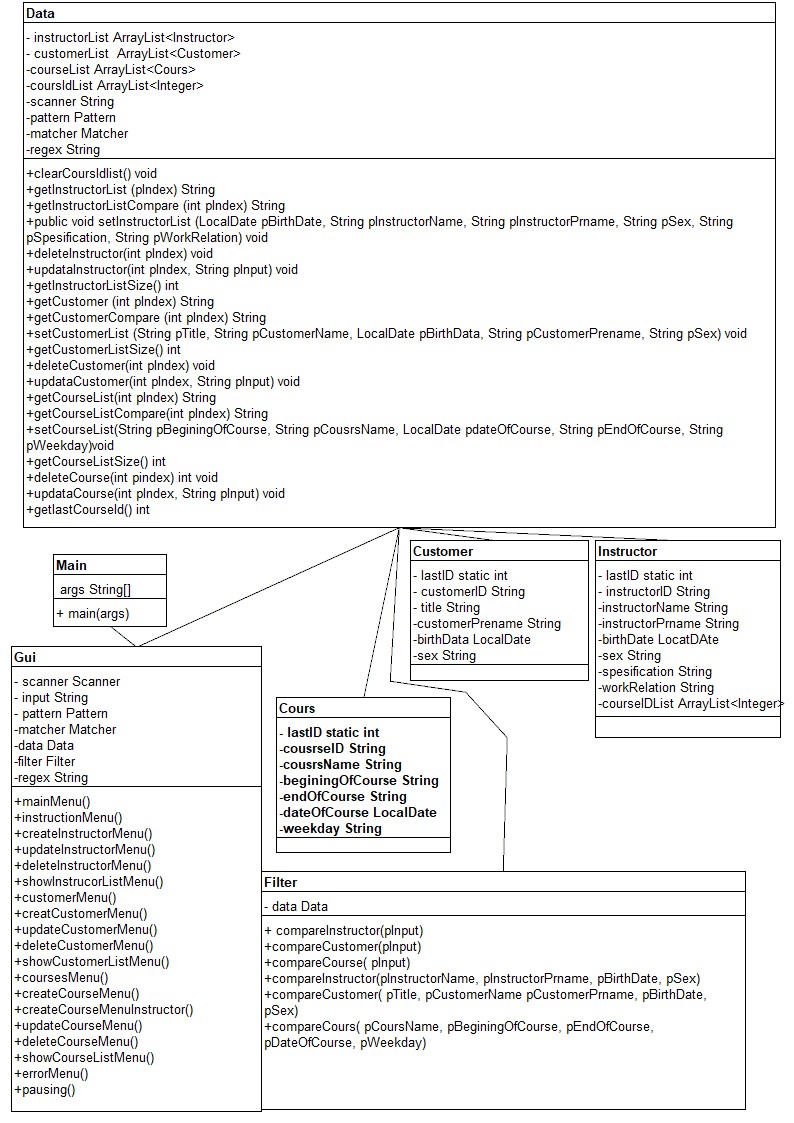 Data
- instructorList ArrayList<Instructor>
- customerList  ArrayList<Customer>
-courseList ArrayList<Cours>
-coursIdList ArrayList<Integer>
-scanner String
-pattern Pattern
-matcher Matcher
-regex String
+clearCoursIdlist() void
+getInstructorList (pIndex) String
+getInstructorListCompare (int pIndex) String
+public void setInstructorList (LocalDate pBirthDate, String pInstructorName, String pInstructorPrname, String pSex, String
pSpesification, String pWorkRelation) void
+deleteInstructor(int pIndex) void
+updataInstructor(int pIndex, String pInput) void
+getInstructorListSize() int
+getCustomer (int pIndex) String
+getCustomerCompare (int pIndex) String
+setCustomerList (String pTitle, String pCustomerName, LocalDate pBirthData, String pCustomerPrename, String pSex) void
+getCustomerListSize() int
+deleteCustomer(int pIndex) void
+updataCustomer(int pIndex, String pInput) void
+getCourseList(int pIndex) String
+getCourseListCompare(int pIndex) String
+setCourseList(String pBeginingOfCourse, String pCousrsName, LocalDate pdateOfCourse, String pEndOfCourse, String
pWeekday)void
+getCourseListSize() int
+deleteCourse(int pindex) int void
+updataCourse(int pIndex, String pInput) void
+getlastCourseId() int
Main
args String[]
+ main(args)
Customer
- lastID static int
- customerID String
- title String
-customerPrename String
-birthData LocalDate
-sex String
Instructor
- lastID static int
- instructorID String
-instructorName String
-instructorPrname String
-birthDate LocatDAte
-sex String
-spesification String
-workRelation String
-courseIDList ArrayList<Integer>
Gui
- scanner Scanner
- input String
- pattern Pattern
-matcher Matcher
-data Data
-filter Filter
-regex String
+mainMenu()
+instructionMenu()
+createInstructorMenu()
+updateInstructorMenu()
+deleteInstructorMenu()
+showInstrucorListMenu()
+customerMenu()
+creatCustomerMenu()
+updateCustomerMenu()
+deleteCustomerMenu()
+showCustomerListMenu()
+coursesMenu()
+createCourseMenu()
+createCourseMenuInstructor()
+updateCourseMenu()
+deleteCourseMenu()
+showCourseListMenu()
+errorMenu()
+pausing()
Cours
- lastID static int
-cousrseID String
-cousrsName String
-beginingOfCourse String
-endOfCourse String
-dateOfCourse LocalDate
-weekday String
Filter
- data Data
+ compareInstructor(pInput)
+compareCustomer(pInput)
+compareCourse( pInput)
+compareInstructor(pInstructorName, pInstructorPrname, pBirthDate, pSex)
+compareCustomer( pTitle, pCustomerName pCustomerPrname, pBirthDate,
pSex)
+compareCours( pCoursName, pBeginingOfCourse, pEndOfCourse,
pDateOfCourse, pWeekday)